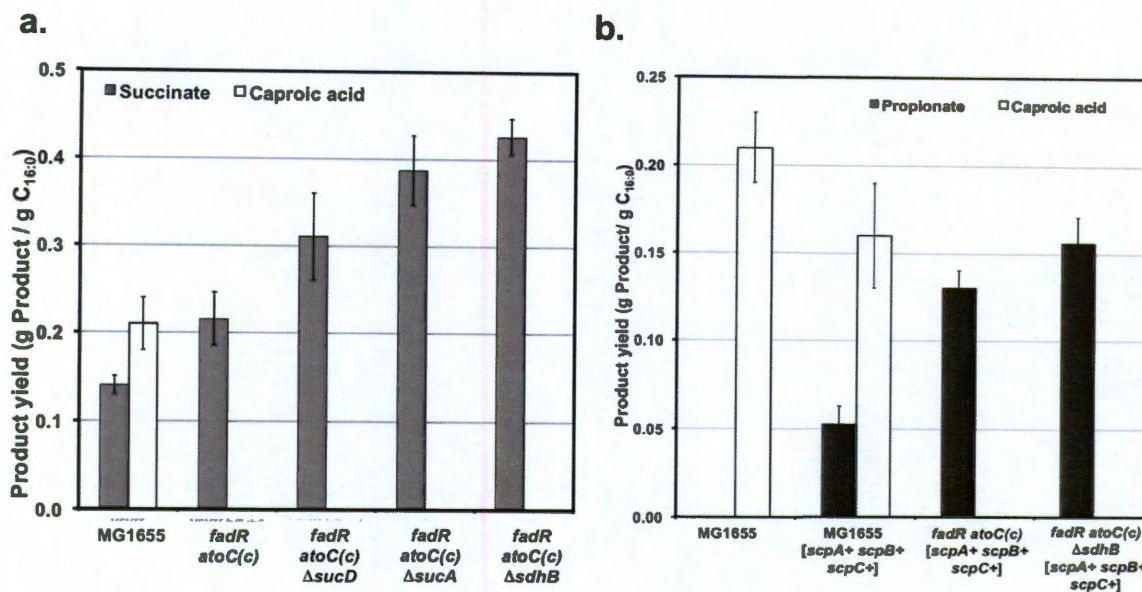 a.
0.5
0.4
0.3
0.2
0.1
0.0
Product yield (g Product / g C16:0)
Succinate
Caproic acid
MG1655
fadR
atoC(c)
fadR
atoC(c)
ΔsucD
fadR
atoC(c)
ΔsucA
fadR
atoC(c)
ΔsdhB
b.
0.25
0.20
0.15
0.10
0.05
0.00
Product yield (g Product/ g C16:0)
Propionate
Caproic acid
MG1655
MG1655
[scpA+ scpB+
scpC+]
fadR atoC(c)
[scpA+ scpB+
scpC+]
fadR atoC(c)
ΔsdhB
[scpA+ scpB+
scpC+]